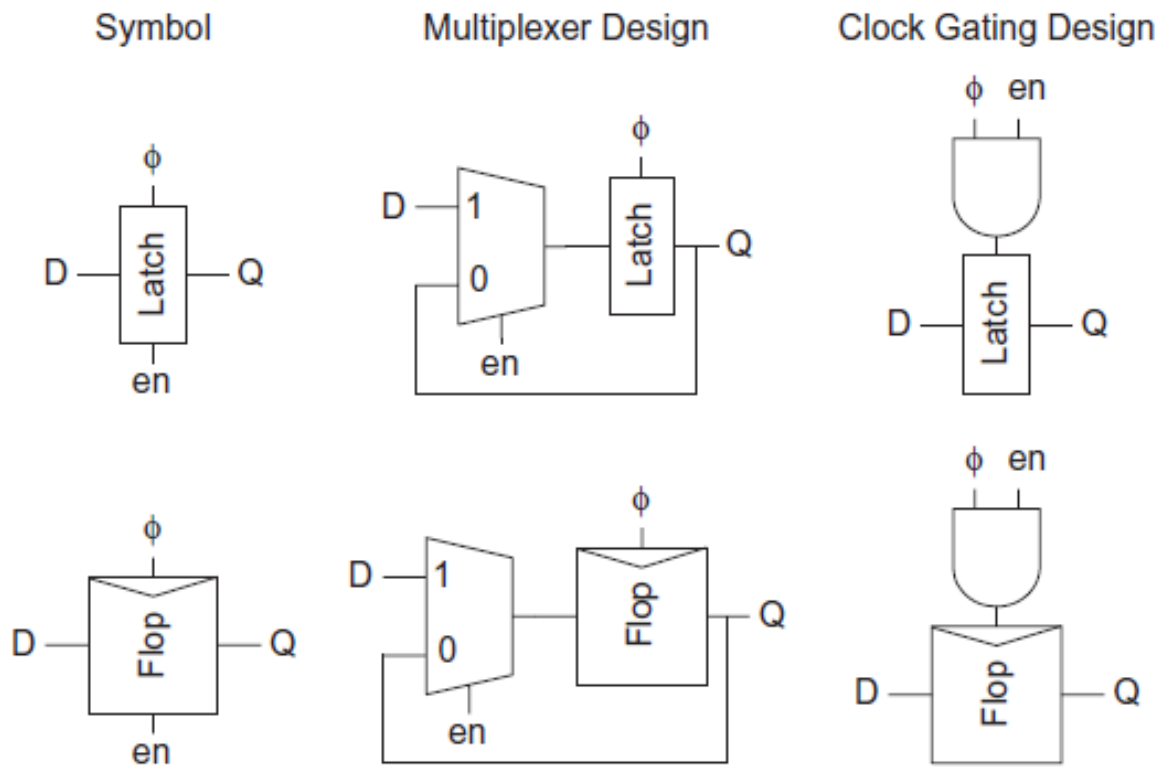 Symbol
Multiplexer Design
Clock Gating Design
ϕ
D
Latch
Q
en
D
1
0
en
ϕ
Latch
Q
ϕ en
D
Latch
Q
ϕ
D
Flop
Q
en
D
1
0
en
ϕ
Flop
Q
ϕ en
D
Flop
Q